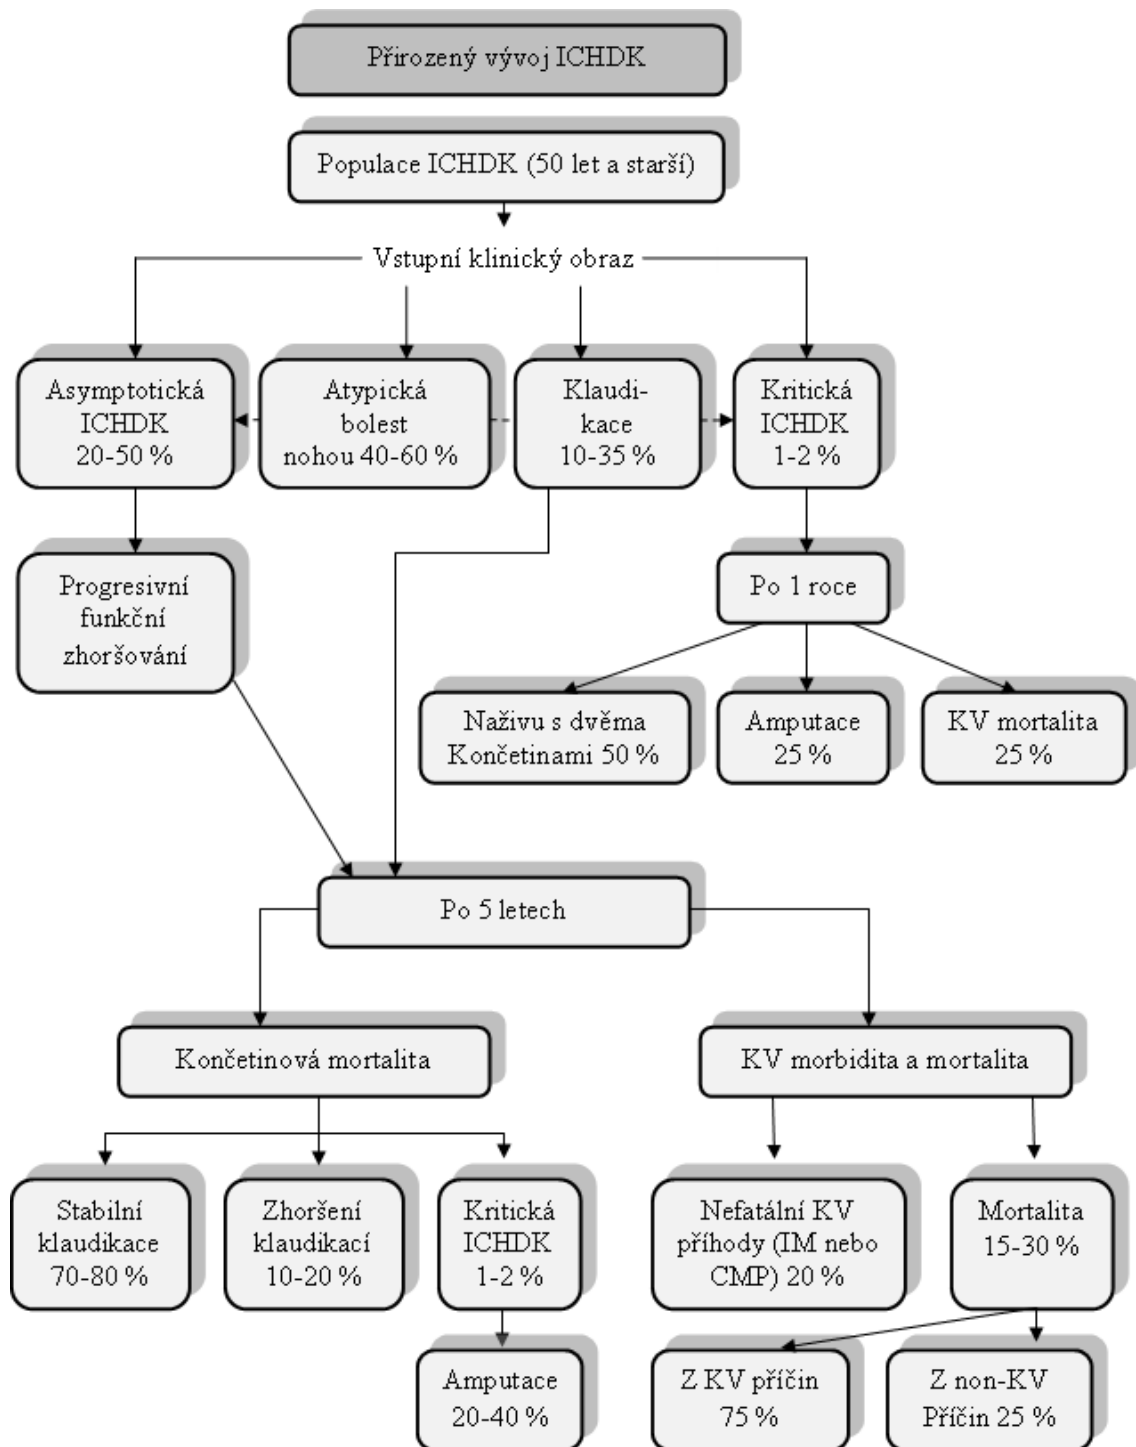 Přirozený vývoj ICHDK
Populace ICHDK (50 let a starší)
Vstupní klinický obraz
Asymptotická
ICHDK
20-50 %
Atypická
bolest
nohou 40-60 %
Klaudi-
kace
10-35 %
Kritická
ICHDK
1-2 %
Progresivní
funkční
zhoršování
Po 1 roce
Naživu s dvěma
Končetinami 50 %
Amputace
25 %
KV mortalita
25 %
Po 5 letech
Končetinová mortalita
KV morbidita a mortalita
Stabilní
klaudikace
70-80 %
Zhoršení
klaudikací
10-20 %
Kritická
ICHDK
1-2 %
Nefatální KV
příhody (IM nebo
CMP) 20 %
Mortalita
15-30 %
Amputace
20-40 %
Z KV příčin
75 %
Z non-KV
Příčin 25 %